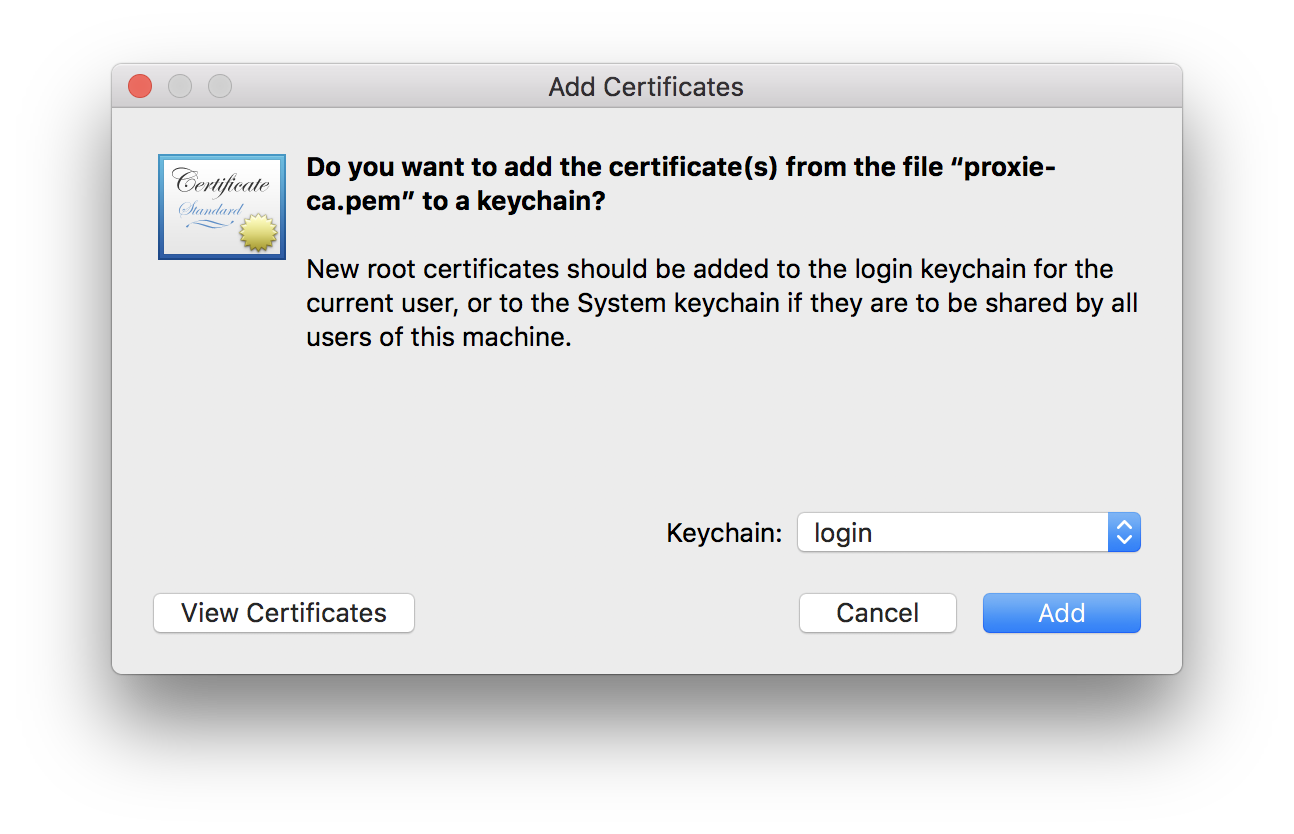 Add Certificates
Certificate
Standard
Do you want to add the certificate(s) from the file “proxie-
ca.pem” to a keychain?
New root certificates should be added to the login keychain for the
current user, or to the System keychain if they are to be shared by all
users of this machine.
Keychain: login
View Certificates Cancel Add